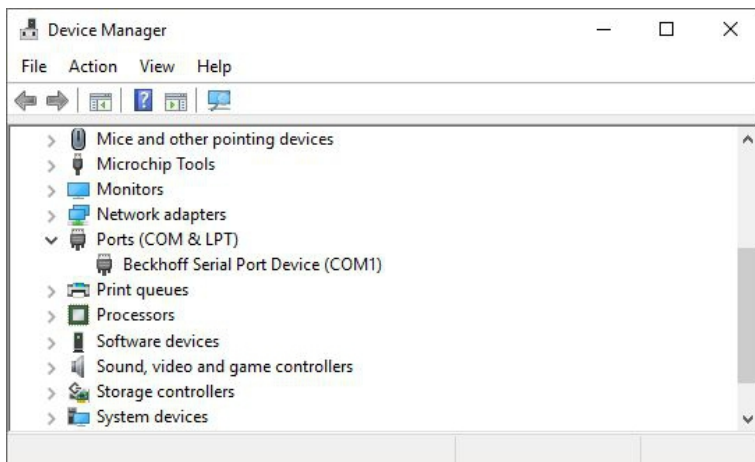 Device Manager
File Action View Help
Mice and other pointing devices
Microchip Tools
Monitors
Network adapters
Ports (COM & LPT)
Beckhoff Serial Port Device (COM1)
Print queues
Processors
Software devices
Sound, video and game controllers
Storage controllers
System devices